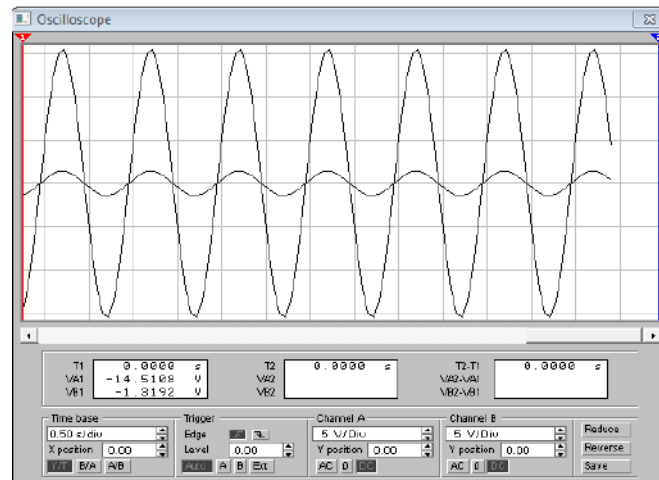 Oscilloscope
1
T1 0.0000 s
VA1 -14.5108 V
VB1 -1.3192 V
T2 0.0000 s
VA2
VB2
T2-T1 0.0000 s
VA2-VA1
VB2-VB1
Time base
0.50 s/div
X position 0.00
Y/T B/A A/B
Trigger
Edge
Level 0.00
Auto A B Ext
Channel A
5 V/Div
Y position 0.00
AC 0 DC
Channel B
5 V/Div
Y position 0.00
AC 0 DC
Reduce
Reverse
Save